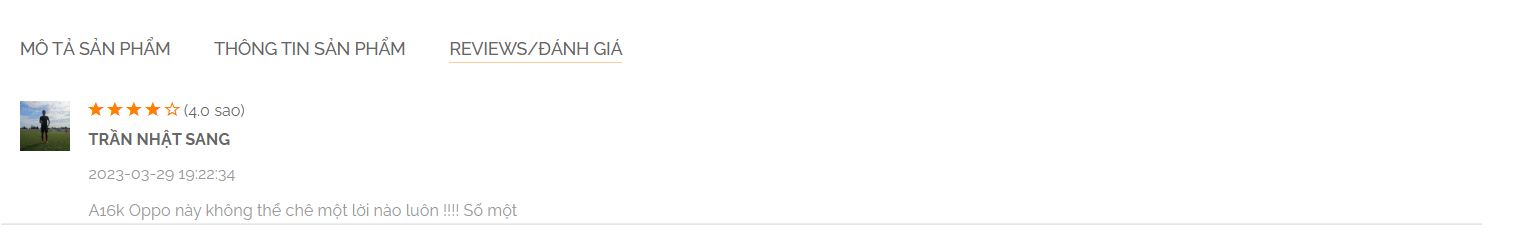 MÔ TẢ SẢN PHẨM THÔNG TIN SẢN PHẨM REVIEWS/ĐÁNH GIÁ
(4.0 sao)
TRẦN NHẬT SANG
2023-03-29 19:22:34
A16k Oppo này không thể chê một lời nào luôn !!!! Số một